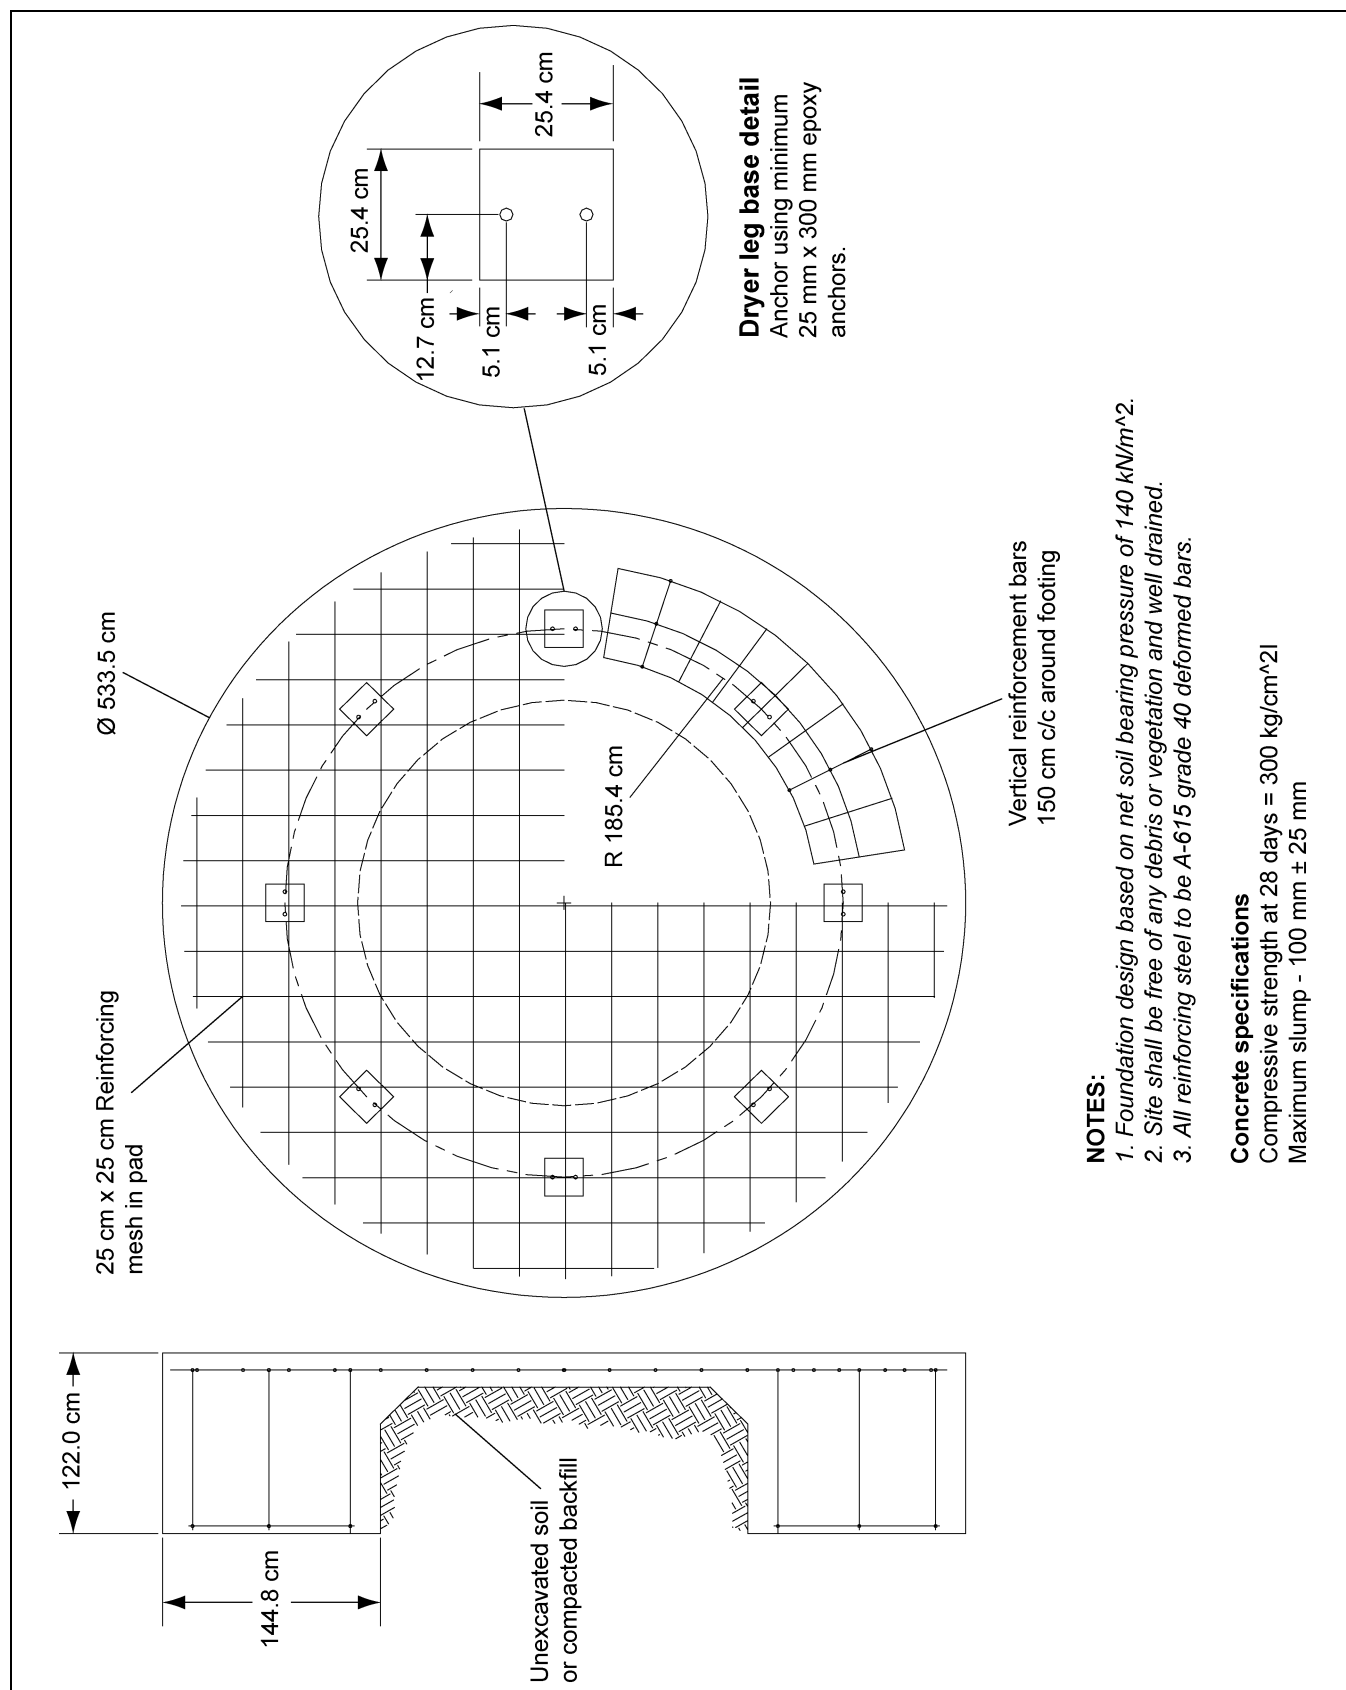 122.0 cm
144.8 cm
Unexcavated soil
or compacted backfill
25 cm x 25 cm Reinforcing
mesh in pad
Ø 533.5 cm
R 185.4 cm
Vertical reinforcement bars
150 cm c/c around footing
25.4 cm
25.4 cm
12.7 cm
5.1 cm
5.1 cm
Dryer leg base detail
Anchor using minimum
25 mm x 300 mm epoxy
anchors.
NOTES:
1. Foundation design based on net soil bearing pressure of 140 kN/m^2.
2. Site shall be free of any debris or vegetation and well drained.
3. All reinforcing steel to be A-615 grade 40 deformed bars.
Concrete specifications
Compressive strength at 28 days = 300 kg/cm^2l
Maximum slump - 100 mm ± 25 mm